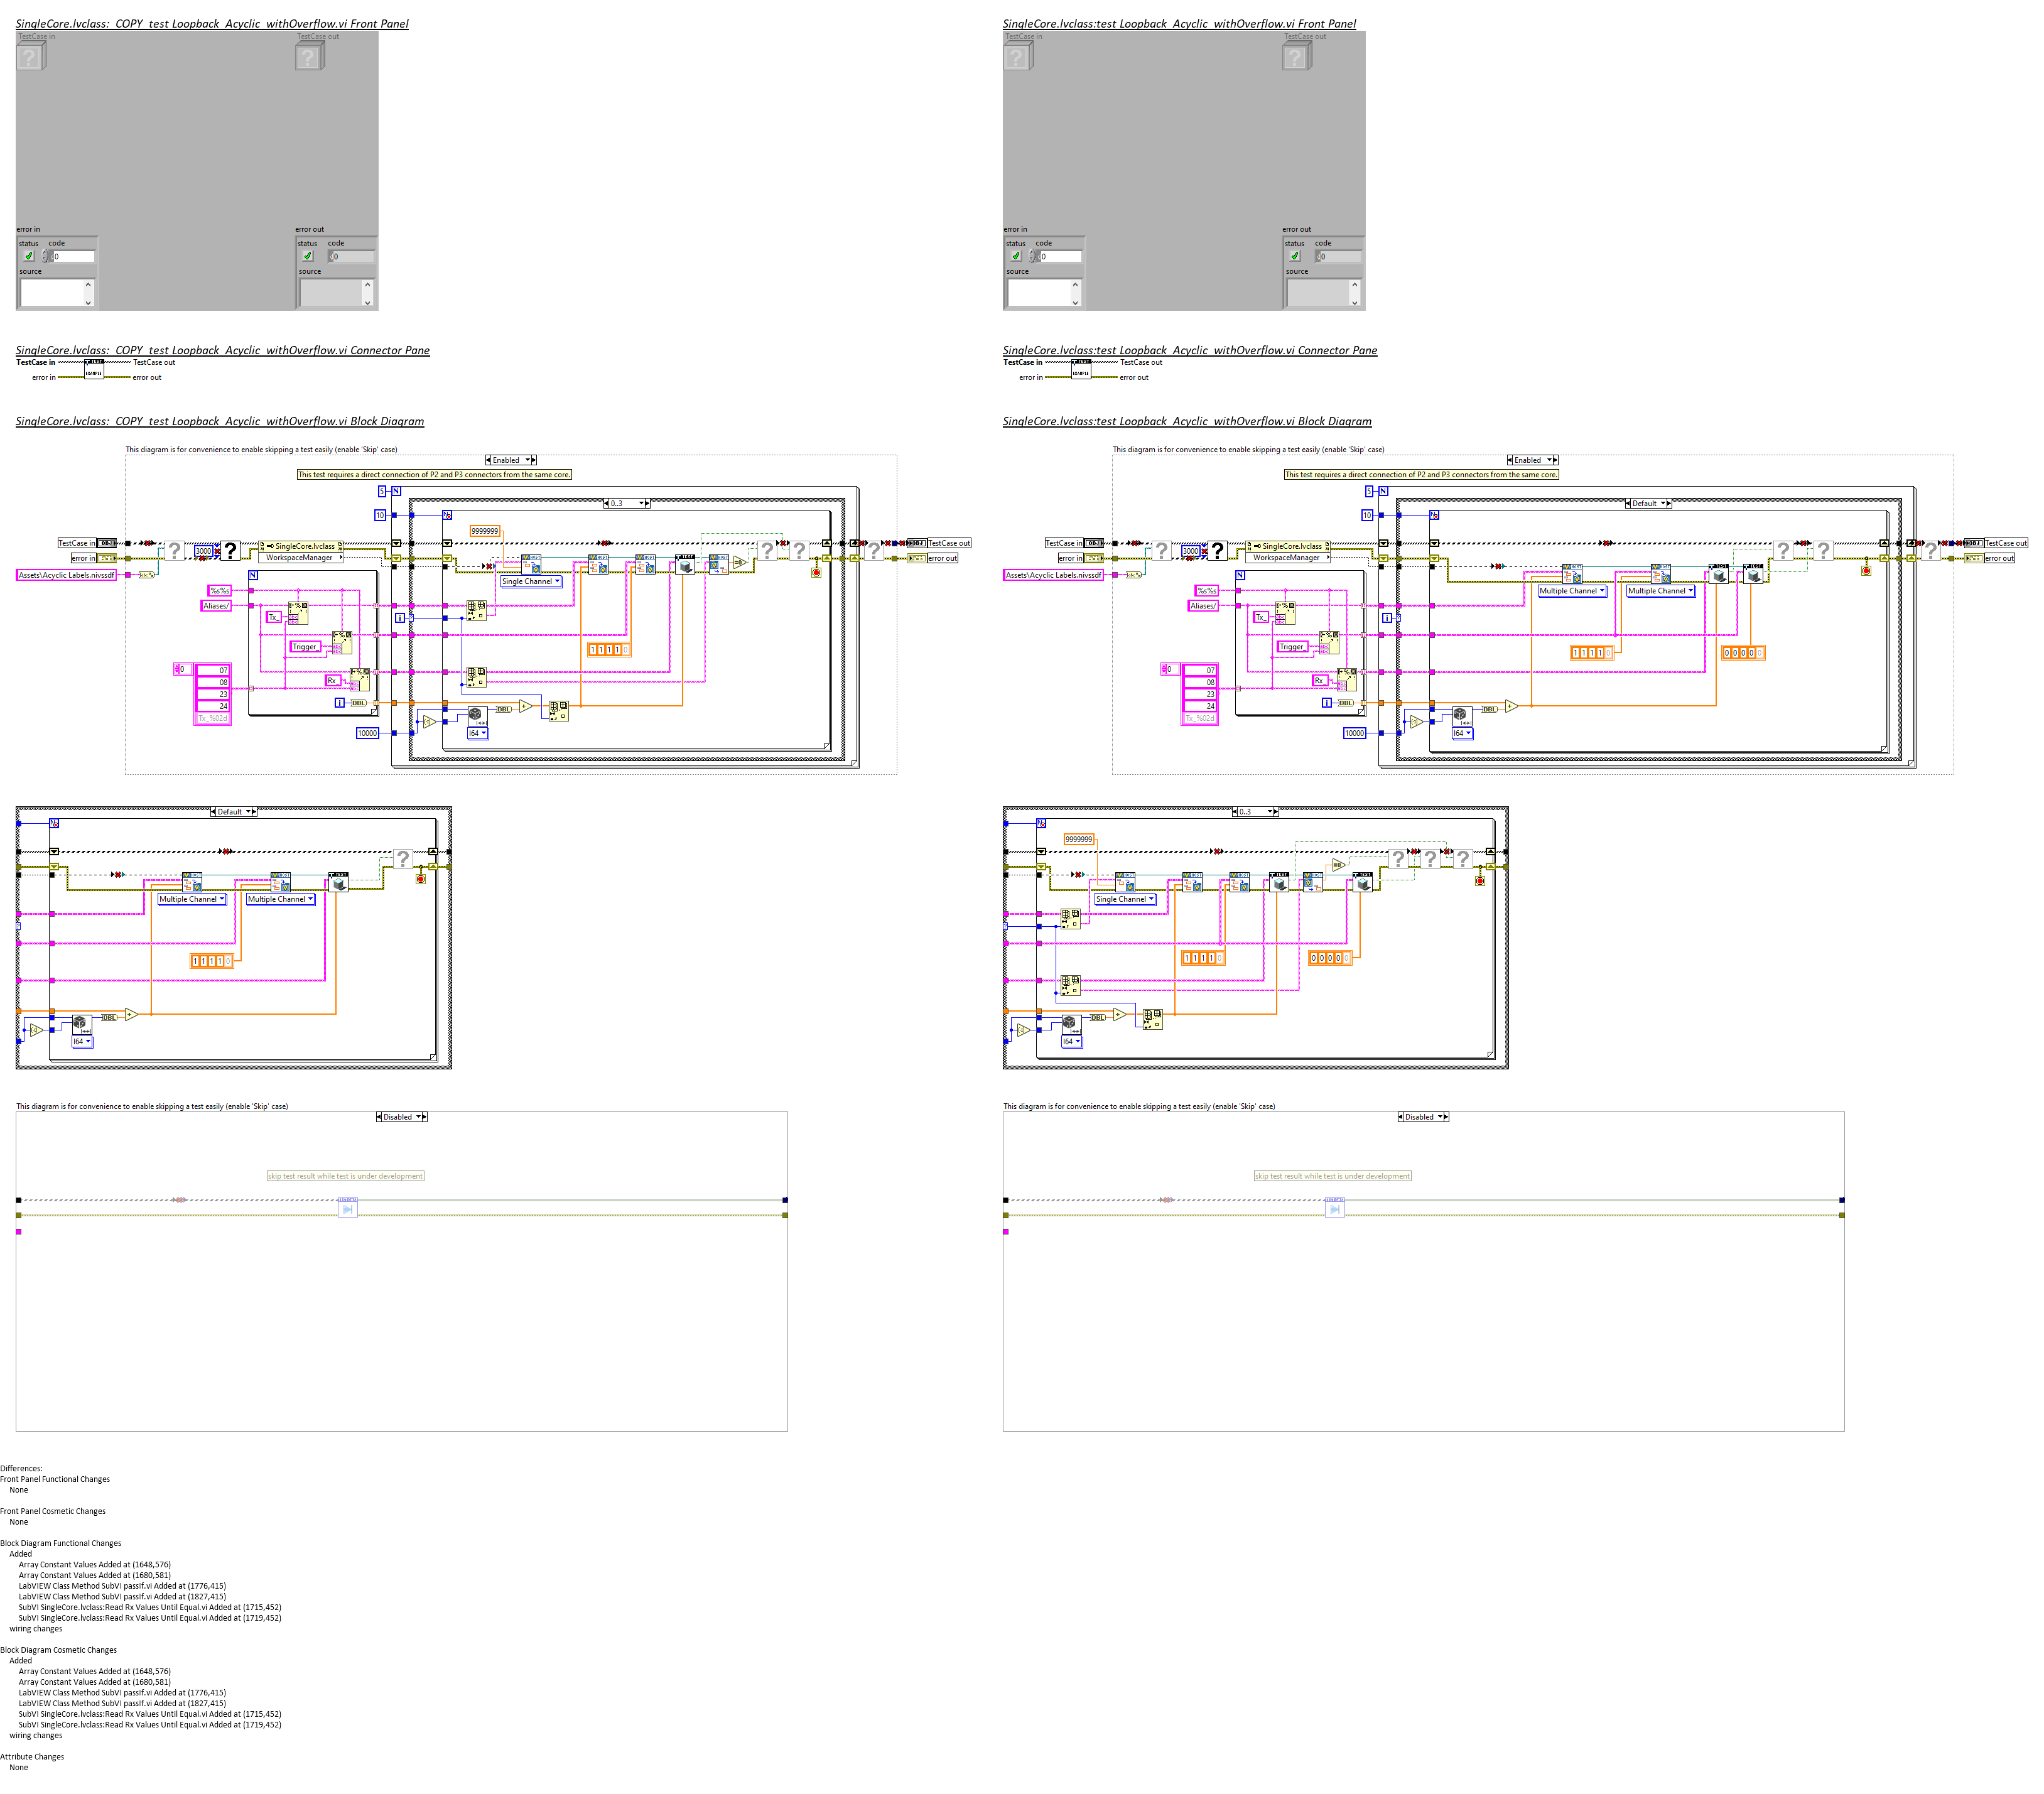 SingleCore.lvclass:_COPY_test Loopback_Acyclic_withOverflow.vi Front Panel
TestCase in
TestCase out
error in
error out
status code
0
source
status code
0
source
SingleCore.lvclass:_COPY_test Loopback_Acyclic_withOverflow.vi Connector Pane
TestCase in
TestCase out
error in
error out
SingleCore.lvclass:_COPY_test Loopback_Acyclic_withOverflow.vi Block Diagram
This diagram is for convenience to enable skipping a test easily (enable 'Skip' case)
Enabled
This test requires a direct connection of P2 and P3 connectors from the same core.
5
N
0..3
10
9999999
TestCase in
error in
3000
SingleCore.lvclass
WorkspaceManager
TestCase out
error out
Assets\Acyclic Labels.nivssdf
N
Single Channel
%s%s
Aliases/
Tx_
i
Trigger_
1 1 1 1 0
0
07
08
23
24
Tx_%02d
Rx_
i
DBL
DBL
10000
I64
Default
Multiple Channel
Multiple Channel
1 1 1 1 0
DBL
I64
This diagram is for convenience to enable skipping a test easily (enable 'Skip' case)
Disabled
skip test result while test is under development
SingleCore.lvclass:test Loopback_Acyclic_withOverflow.vi Front Panel
TestCase in
TestCase out
error in
error out
status code
0
source
status code
0
source
SingleCore.lvclass:test Loopback_Acyclic_withOverflow.vi Connector Pane
TestCase in
TestCase out
error in
error out
SingleCore.lvclass:test Loopback_Acyclic_withOverflow.vi Block Diagram
This diagram is for convenience to enable skipping a test easily (enable 'Skip' case)
Enabled
This test requires a direct connection of P2 and P3 connectors from the same core.
5
N
Default
10
TestCase in
error in
3000
SingleCore.lvclass
WorkspaceManager
TestCase out
error out
Assets\Acyclic Labels.nivssdf
N
Multiple Channel
Multiple Channel
%s%s
Aliases/
Tx_
i
Trigger_
1 1 1 1 0
0 0 0 0 0
0
07
08
23
24
Tx_%02d
Rx_
i
DBL
DBL
10000
I64
0..3
9999999
Single Channel
1 1 1 1 0
0 0 0 0 0
DBL
I64
This diagram is for convenience to enable skipping a test easily (enable 'Skip' case)
Disabled
skip test result while test is under development
Differences:
Front Panel Functional Changes
None
Front Panel Cosmetic Changes
None
Block Diagram Functional Changes
Added
Array Constant Values Added at (1648,576)
Array Constant Values Added at (1680,581)
LabVIEW Class Method SubVI passIf.vi Added at (1776,415)
LabVIEW Class Method SubVI passIf.vi Added at (1827,415)
SubVI SingleCore.lvclass:Read Rx Values Until Equal.vi Added at (1715,452)
SubVI SingleCore.lvclass:Read Rx Values Until Equal.vi Added at (1719,452)
wiring changes
Block Diagram Cosmetic Changes
Added
Array Constant Values Added at (1648,576)
Array Constant Values Added at (1680,581)
LabVIEW Class Method SubVI passIf.vi Added at (1776,415)
LabVIEW Class Method SubVI passIf.vi Added at (1827,415)
SubVI SingleCore.lvclass:Read Rx Values Until Equal.vi Added at (1715,452)
SubVI SingleCore.lvclass:Read Rx Values Until Equal.vi Added at (1719,452)
wiring changes
Attribute Changes
None